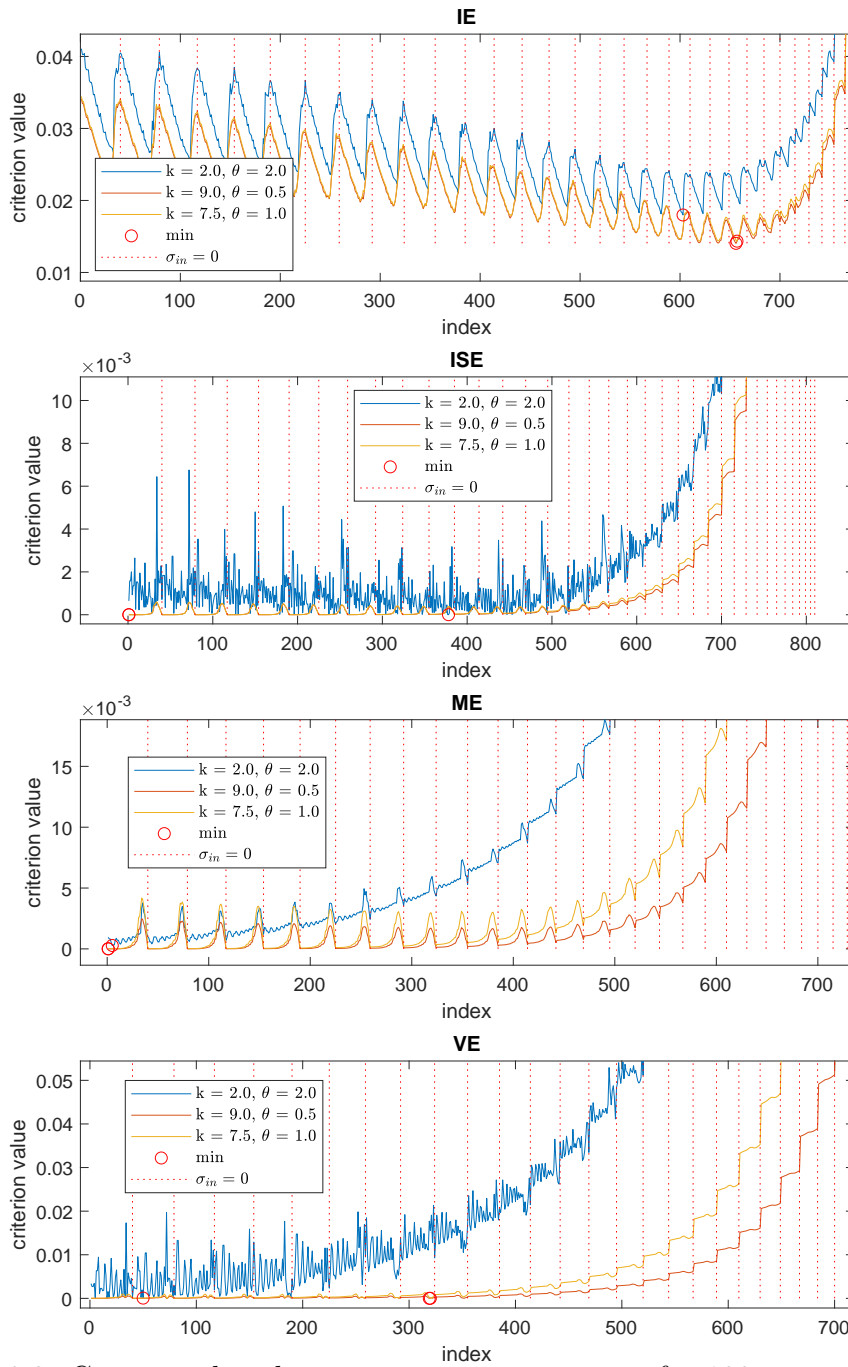 IE
0.04
0.03
0.02
0.01
criterion value
k = 2.0, θ = 2.0
k = 9.0, θ = 0.5
k = 7.5, θ = 1.0
min
σ_in = 0
0 100 200 300 400 500 600 700
index
ISE
×10^-3
10
8
6
4
2
0
criterion value
k = 2.0, θ = 2.0
k = 9.0, θ = 0.5
k = 7.5, θ = 1.0
min
σ_in = 0
0 100 200 300 400 500 600 700 800
index
ME
×10^-3
15
10
5
0
criterion value
k = 2.0, θ = 2.0
k = 9.0, θ = 0.5
k = 7.5, θ = 1.0
min
σ_in = 0
0 100 200 300 400 500 600 700
index
VE
0.05
0.04
0.03
0.02
0.01
0
criterion value
k = 2.0, θ = 2.0
k = 9.0, θ = 0.5
k = 7.5, θ = 1.0
min
σ_in = 0
0 100 200 300 400 500 600 700
index